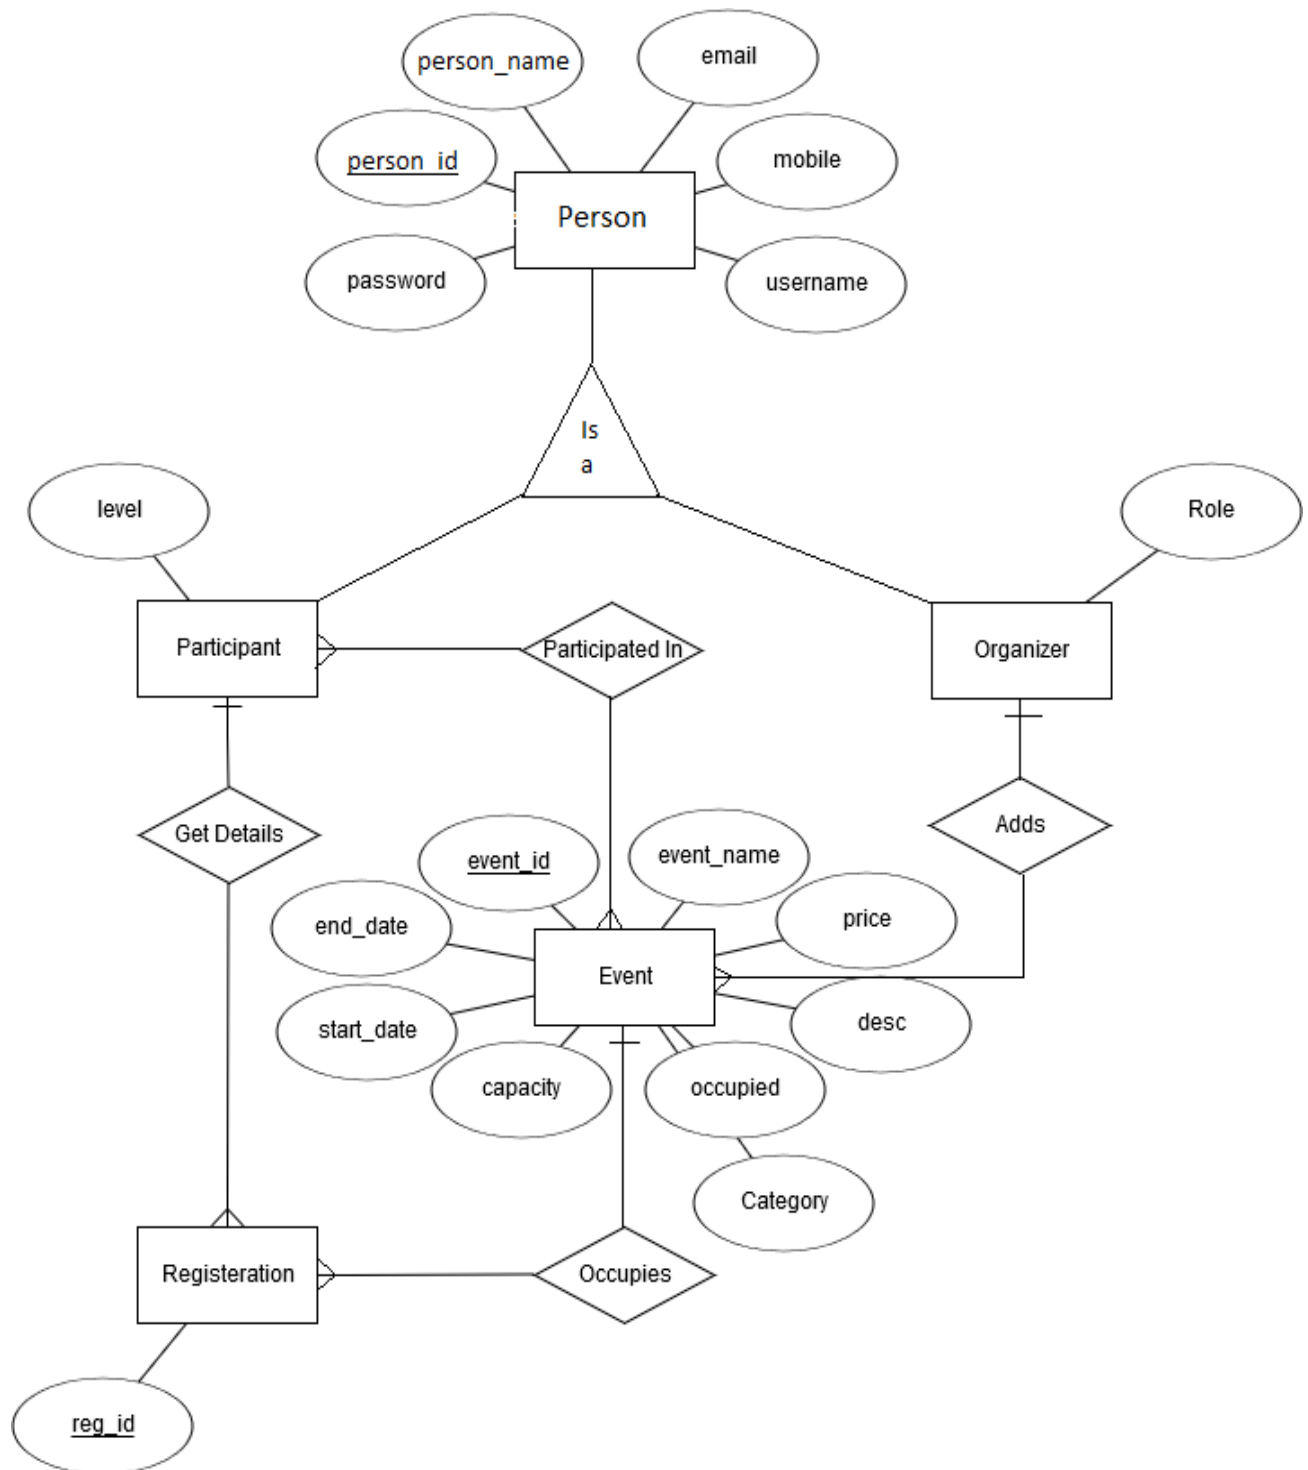 person_name
email
person_id
mobile
Person
password
username
Is
a
level
Role
Participant
Participated In
Organizer
Get Details
Adds
event_id
event_name
end_date
price
Event
start_date
desc
capacity
occupied
Category
Registeration
Occupies
reg_id